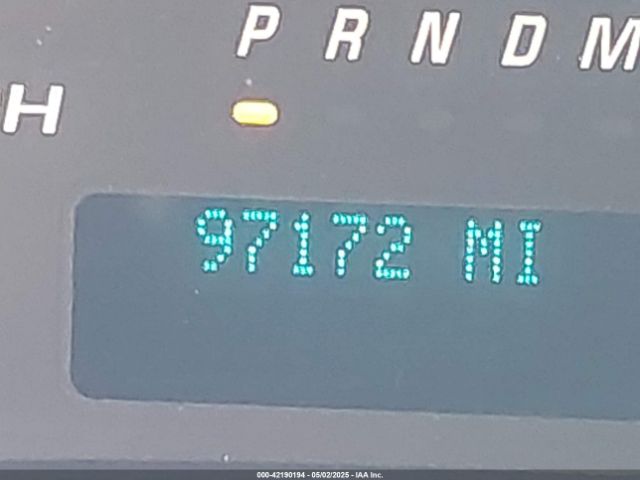 P R N D M
H
97172 MI
000-42190194 - 05/02/2025 - IAA Inc.